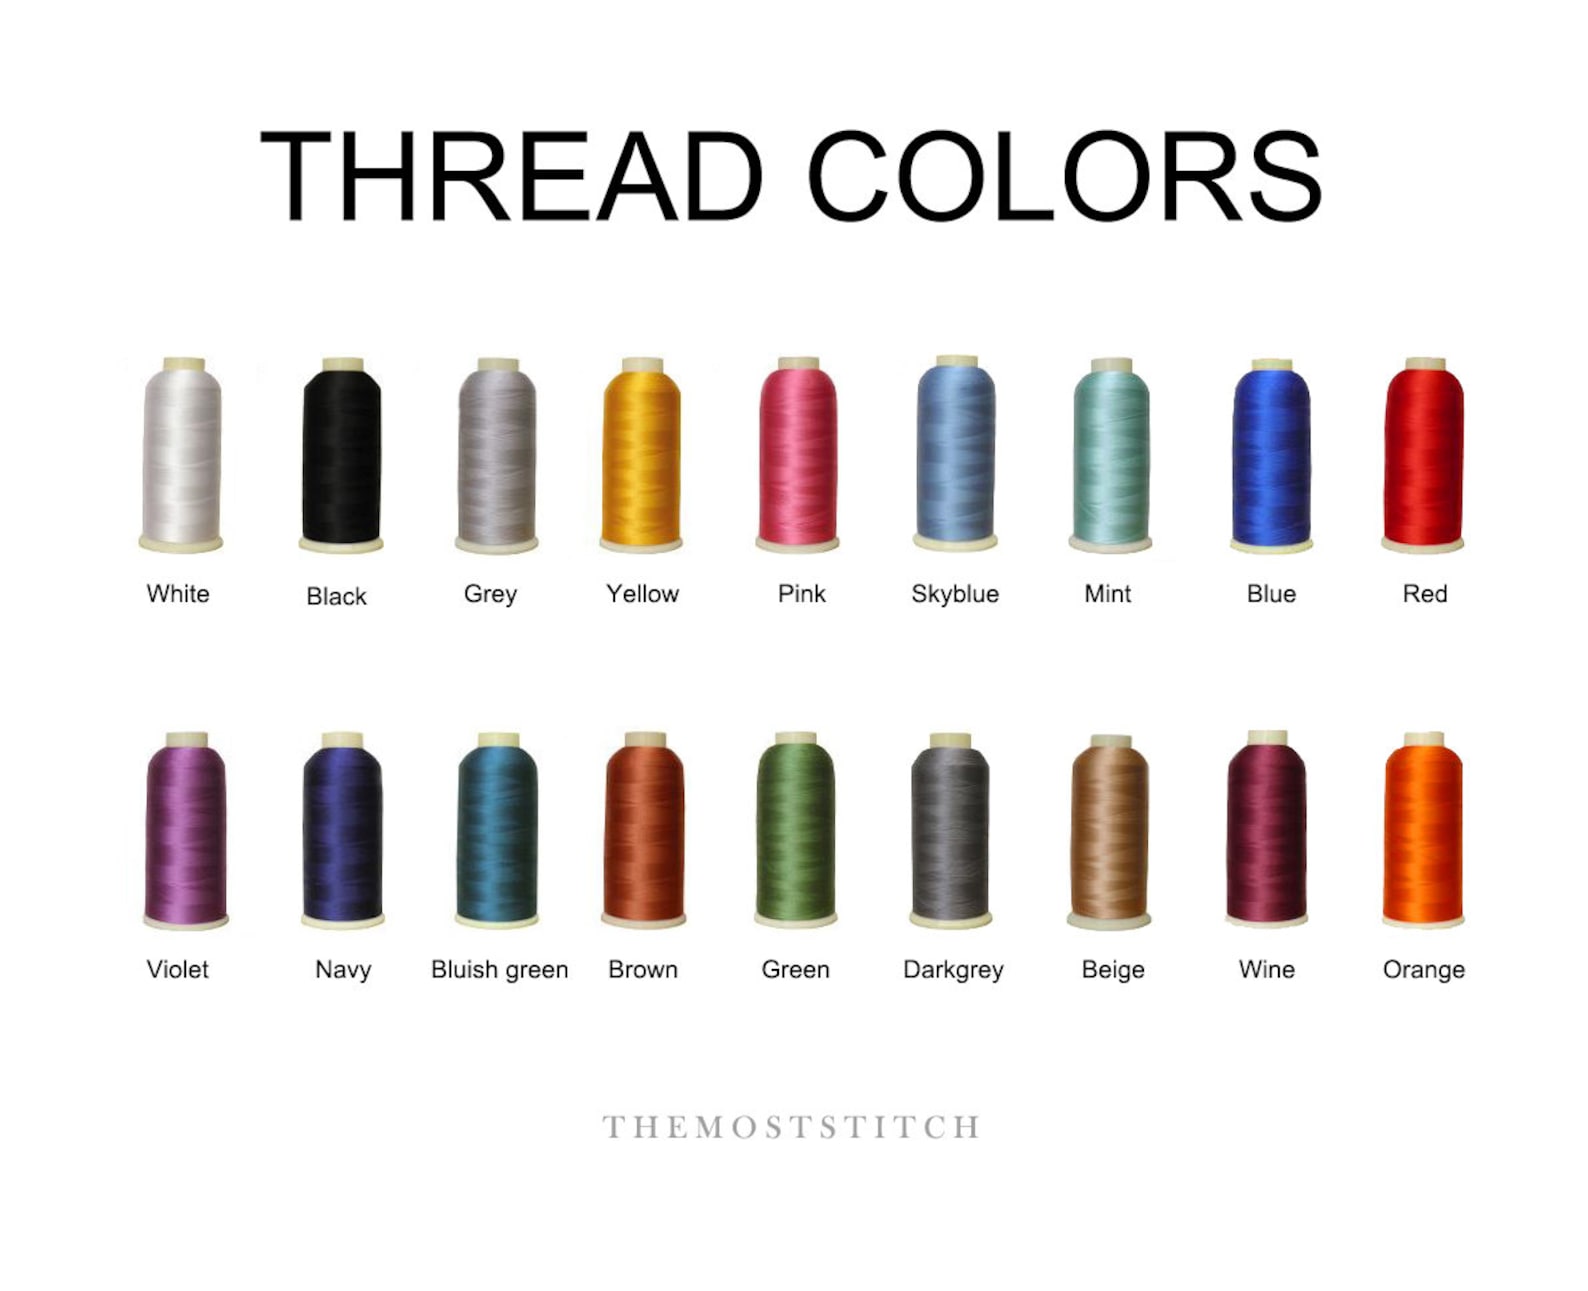 THREAD COLORS
White Black Grey Yellow Pink Skyblue Mint Blue Red
Violet Navy Bluish green Brown Green Darkgrey Beige Wine Orange
THEMOSTSTITCH